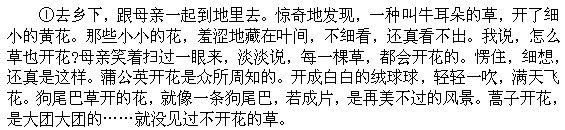 ①去乡下，跟母亲一起到地里去。惊奇地发现，一种叫牛耳朵的草，开了细
小的黄花。那些小小的花，羞涩地藏在叶间，不细看，还真看不出。我说，怎么
草也开花?母亲笑着扫过一眼来，淡淡说，每一棵草，都会开花的。愣住，细想，
还真是这样。蒲公英开花是众所周知的。开成白白的绒球球，轻轻一吹，满天飞
花。狗尾巴草开的花，就像一条狗尾巴，若成片，是再美不过的风景。蒿子开花，
是大团大团的……就没见过不开花的草。